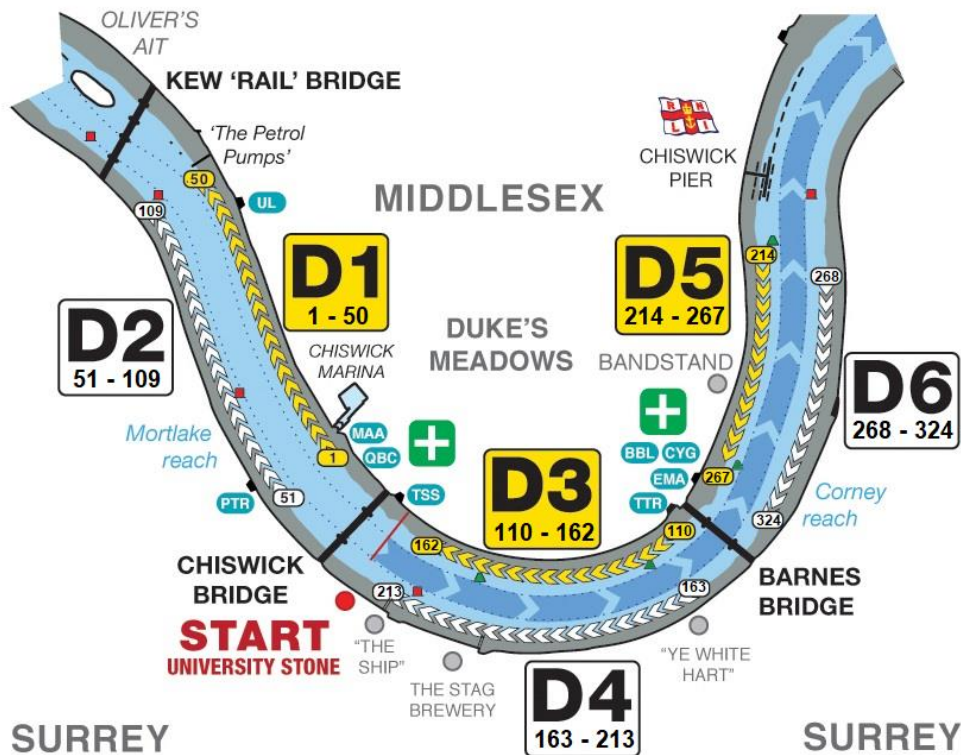 OLIVER'S
AIT
KEW 'RAIL' BRIDGE
'The Petrol
Pumps'
R N
L I
CHISWICK
PIER
50
UL
109
MIDDLESEX
D1
1 - 50
D2
51 - 109
214
268
D5
214 - 267
DUKE'S
MEADOWS
CHISWICK
MARINA
BANDSTAND
D6
268 - 324
Mortlake
reach
MAA
QBC
1
51
PTR
TSS
D3
110 - 162
BBL
CYG
EMA
TTR
267
324
Corney
reach
162
110
CHISWICK
BRIDGE
213
163
BARNES
BRIDGE
START
UNIVERSITY STONE
"THE
SHIP"
THE STAG
BREWERY
"YE WHITE
HART"
D4
163 - 213
SURREY
SURREY